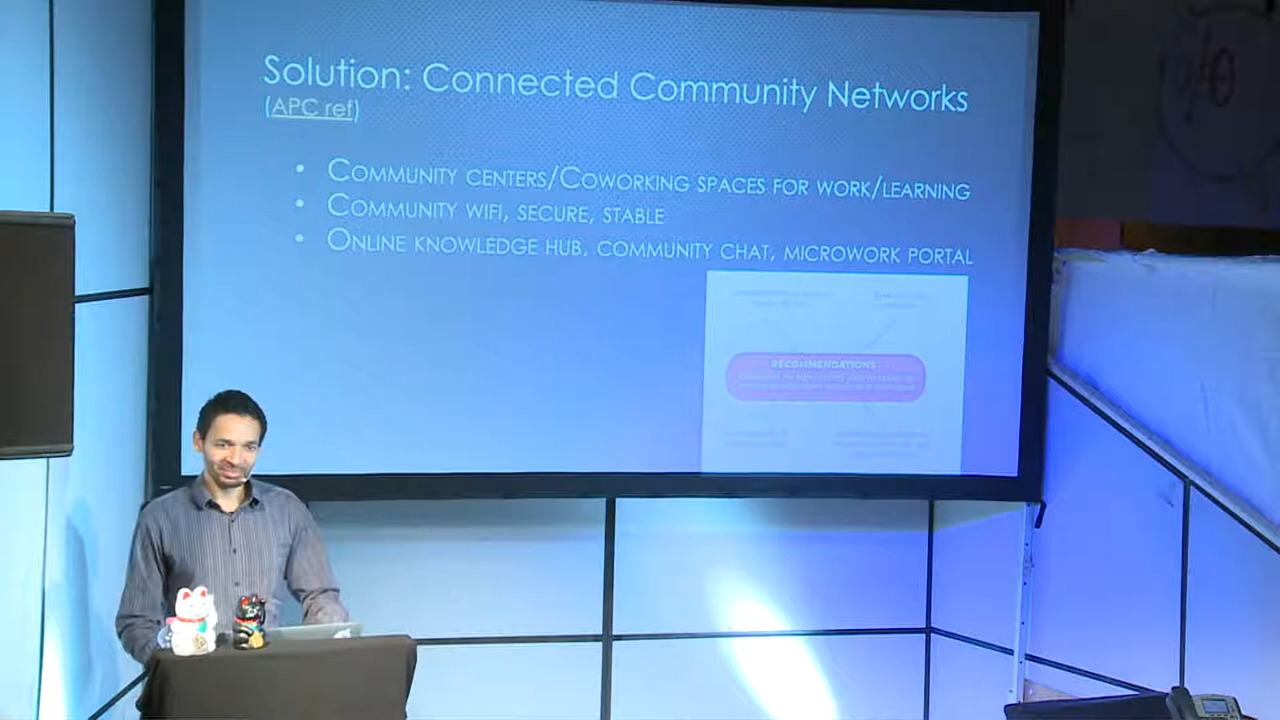 Solution: Connected Community Networks
(APC ref)
• Community centers/Coworking spaces for work/learning
• Community wifi, secure, stable
• Online knowledge hub, community chat, microwork portal
RECOMMENDATIONS